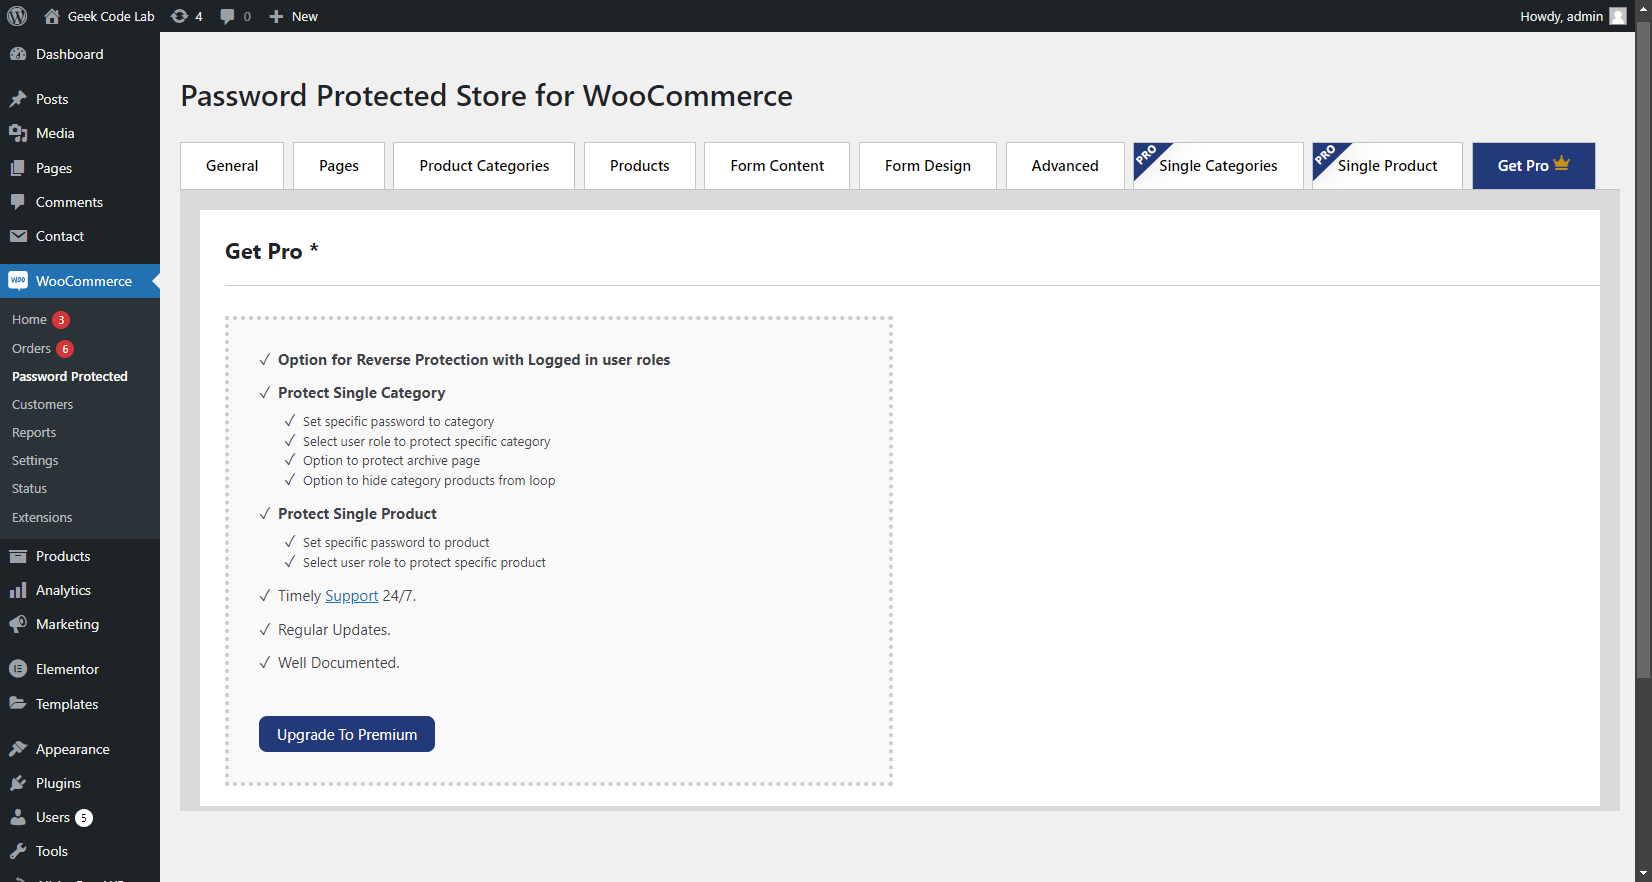 Geek Code Lab 4 0 New Howdy, admin
Dashboard
Posts
Media
Pages
Comments
Contact
WOO WooCommerce
Home 3
Orders 6
Password Protected
Customers
Reports
Settings
Status
Extensions
Products
Analytics
Marketing
Elementor
Templates
Appearance
Plugins
Users 5
Tools
Password Protected Store for WooCommerce
General Pages Product Categories Products Form Content Form Design Advanced PRO Single Categories PRO Single Product Get Pro
Get Pro *
✓ Option for Reverse Protection with Logged in user roles
✓ Protect Single Category
✓ Set specific password to category
✓ Select user role to protect specific category
✓ Option to protect archive page
✓ Option to hide category products from loop
✓ Protect Single Product
✓ Set specific password to product
✓ Select user role to protect specific product
✓ Timely Support 24/7.
✓ Regular Updates.
✓ Well Documented.
Upgrade To Premium